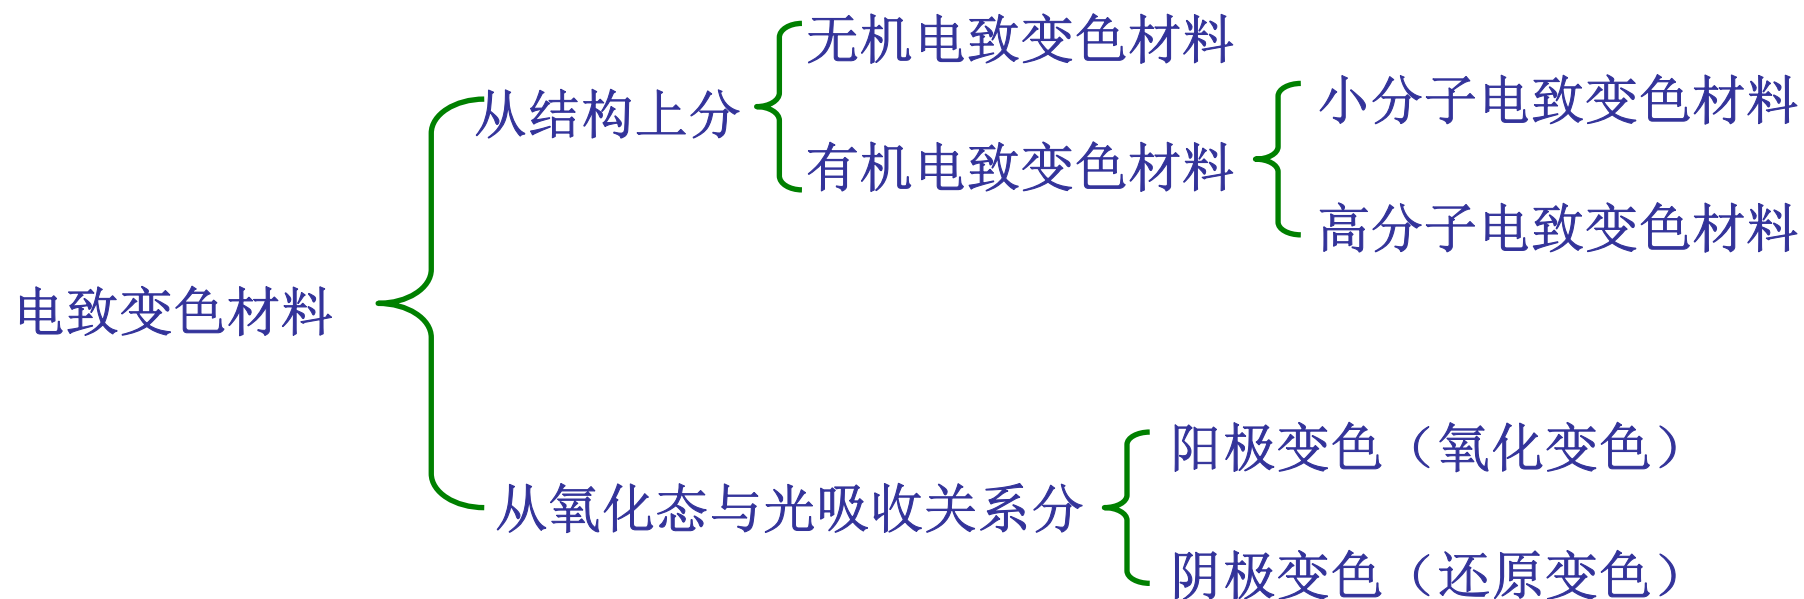 电致变色材料
从结构上分
无机电致变色材料
有机电致变色材料
小分子电致变色材料
高分子电致变色材料
从氧化态与光吸收关系分
阳极变色（氧化变色）
阴极变色（还原变色）